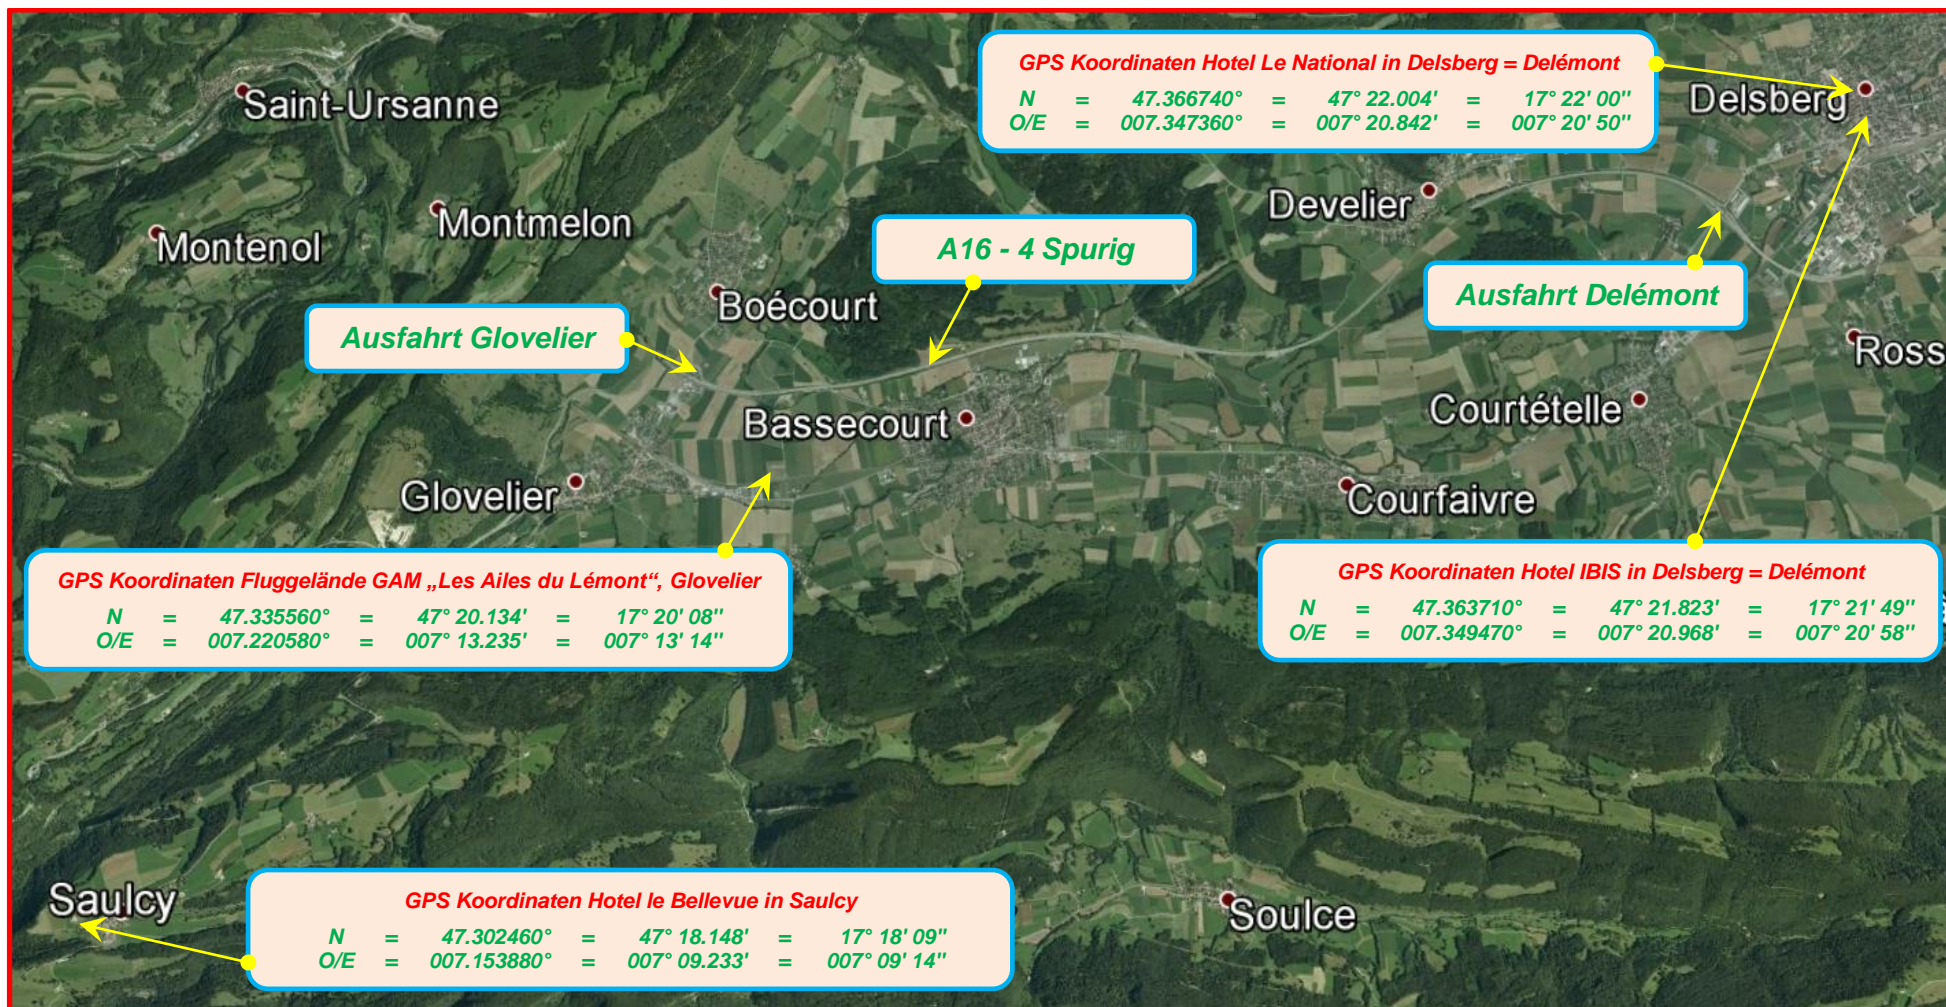 GPS Koordinaten Hotel Le National in Delsberg = Delémont
N = 47.366740° = 47° 22.004' = 17° 22' 00"
O/E = 007.347360° = 007° 20.842' = 007° 20' 50"
Saint-Ursanne
Delsberg
Develier
Montmelon
Montenol
A16 - 4 Spurig
Ausfahrt Delémont
Boécourt
Ausfahrt Glovelier
Ross
Bassecourt
Courtételle
Glovelier
Courfaivre
GPS Koordinaten Fluggelände GAM „Les Ailes du Lémont“, Glovelier
N = 47.335560° = 47° 20.134' = 17° 20' 08"
O/E = 007.220580° = 007° 13.235' = 007° 13' 14"
GPS Koordinaten Hotel IBIS in Delsberg = Delémont
N = 47.363710° = 47° 21.823' = 17° 21' 49"
O/E = 007.349470° = 007° 20.968' = 007° 20' 58"
Saulcy
GPS Koordinaten Hotel le Bellevue in Saulcy
N = 47.302460° = 47° 18.148' = 17° 18' 09"
O/E = 007.153880° = 007° 09.233' = 007° 09' 14"
Soulce